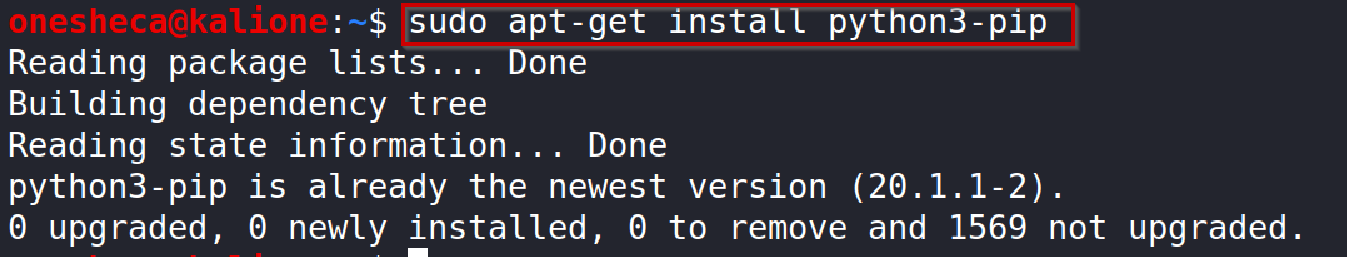 onesheca@kalione:~$ sudo apt-get install python3-pip
Reading package lists... Done
Building dependency tree
Reading state information... Done
python3-pip is already the newest version (20.1.1-2).
0 upgraded, 0 newly installed, 0 to remove and 1569 not upgraded.